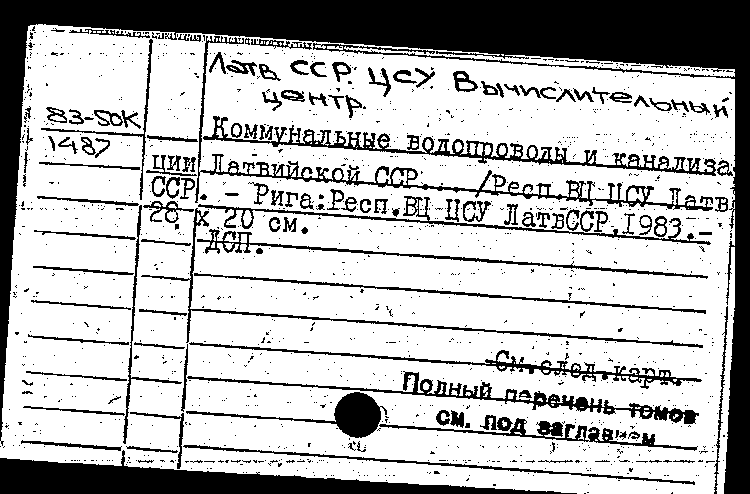 Латв ССР. ЦСУ Вычислительный
центр.
83-5ОК
1487
Коммунальные водопроводы и канализа
ции Латвийской ССР... /Респ.ВЦ ЦСУ Латв
ССР. - Рига:Респ.ВЦ ЦСУ ЛатвССР,1983.-
28 х 20 см.
ДСП.
См.след.карт.
Полный перечень томов
см. под заглавием